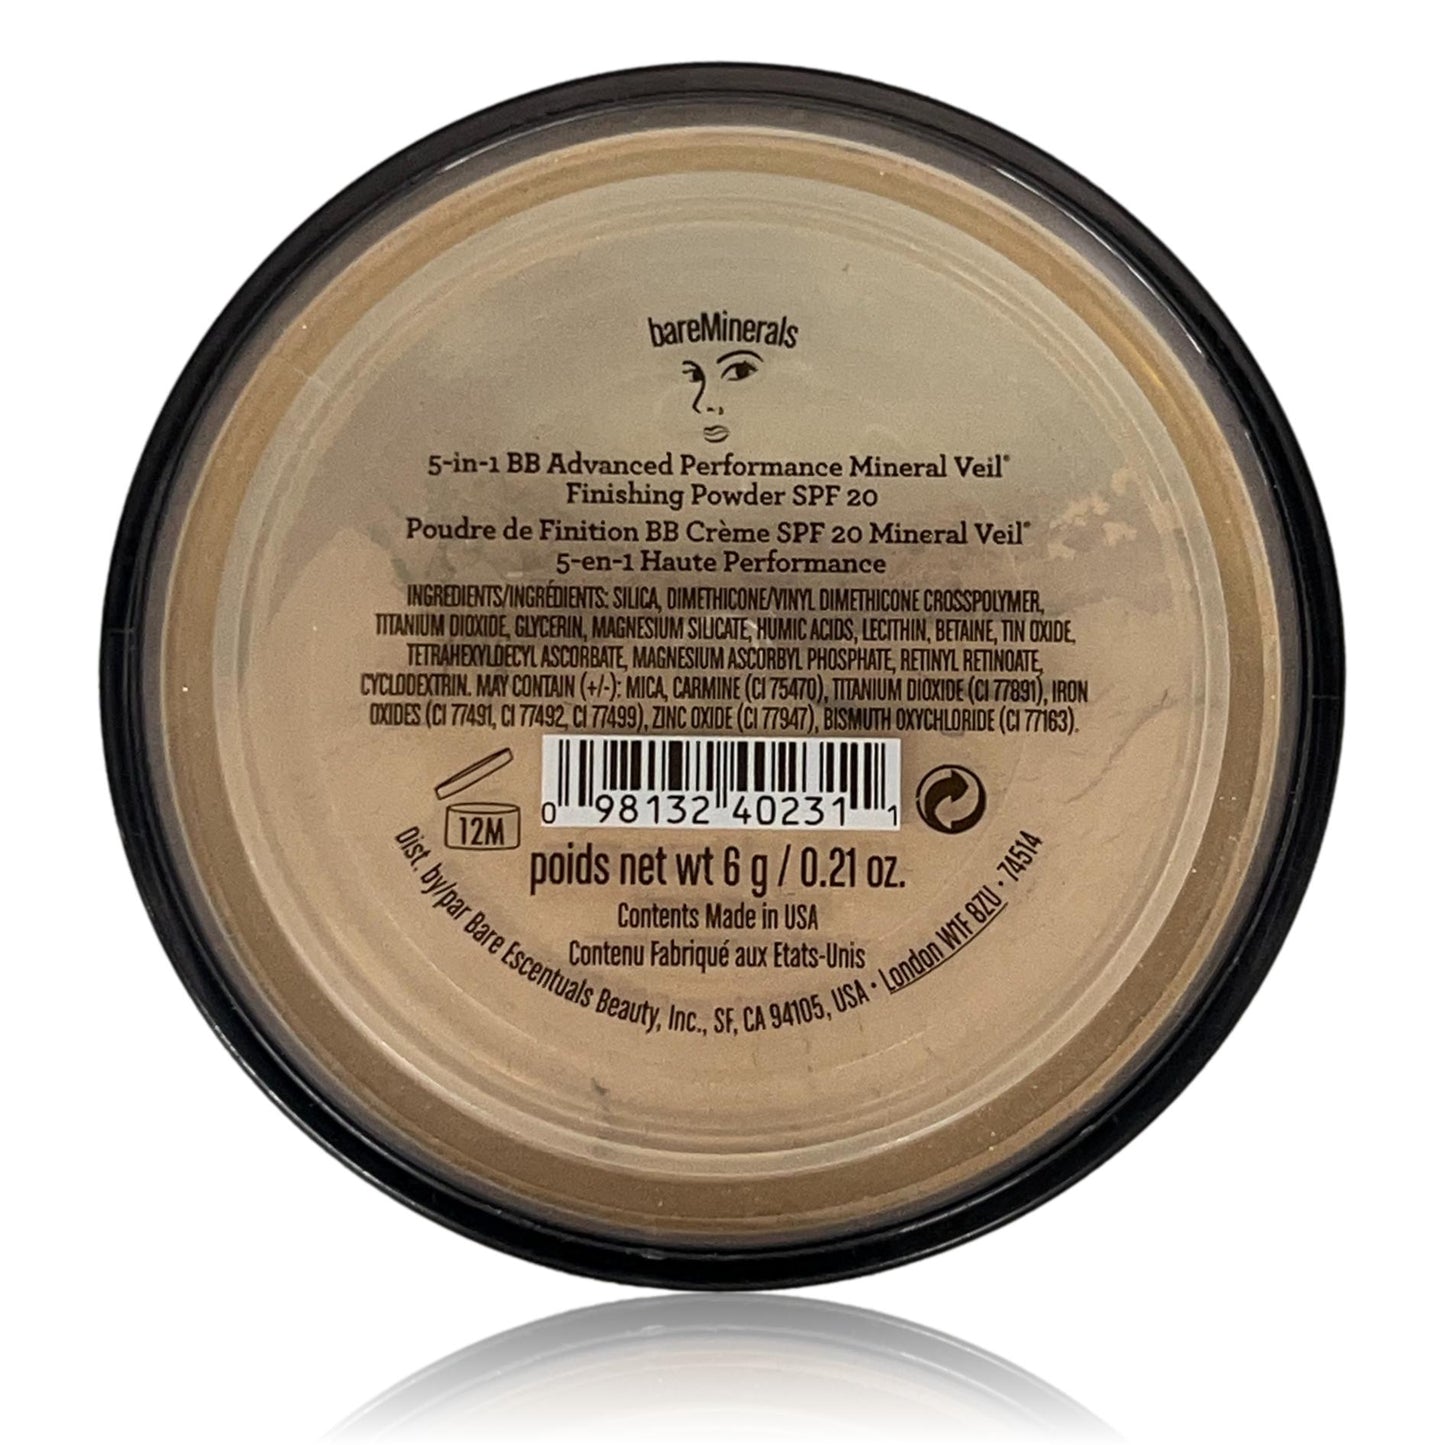 bareMinerals
5-in-1 BB Advanced Performance Mineral Veil®
Finishing Powder SPF 20
Poudre de Finition BB Crème SPF 20 Mineral Veil®
5-en-1 Haute Performance
INGREDIENTS/INGRÉDIENTS: SILICA, DIMETHICONE/VINYL DIMETHICONE CROSSPOLYMER,
TITANIUM DIOXIDE, GLYCERIN, MAGNESIUM SILICATE, HUMIC ACIDS, LECITHIN, BETAINE, TIN OXIDE,
TETRAHEXYLDECYL ASCORBATE, MAGNESIUM ASCORBYL PHOSPHATE, RETINYL RETINOATE,
CYCLODEXTRIN. MAY CONTAIN (+/-): MICA, CARMINE (CI 75470), TITANIUM DIOXIDE (CI 77891), IRON
OXIDES (CI 77491, CI 77492, CI 77499), ZINC OXIDE (CI 77947), BISMUTH OXYCHLORIDE (CI 77163).
12M
0 98132 40231 1
poids net wt 6 g / 0.21 oz.
Contents Made in USA
Contenu Fabriqué aux Etats-Unis
Dist. by/par Bare Escentuals Beauty, Inc., SF, CA 94105, USA • London W1F 8ZU • 74514